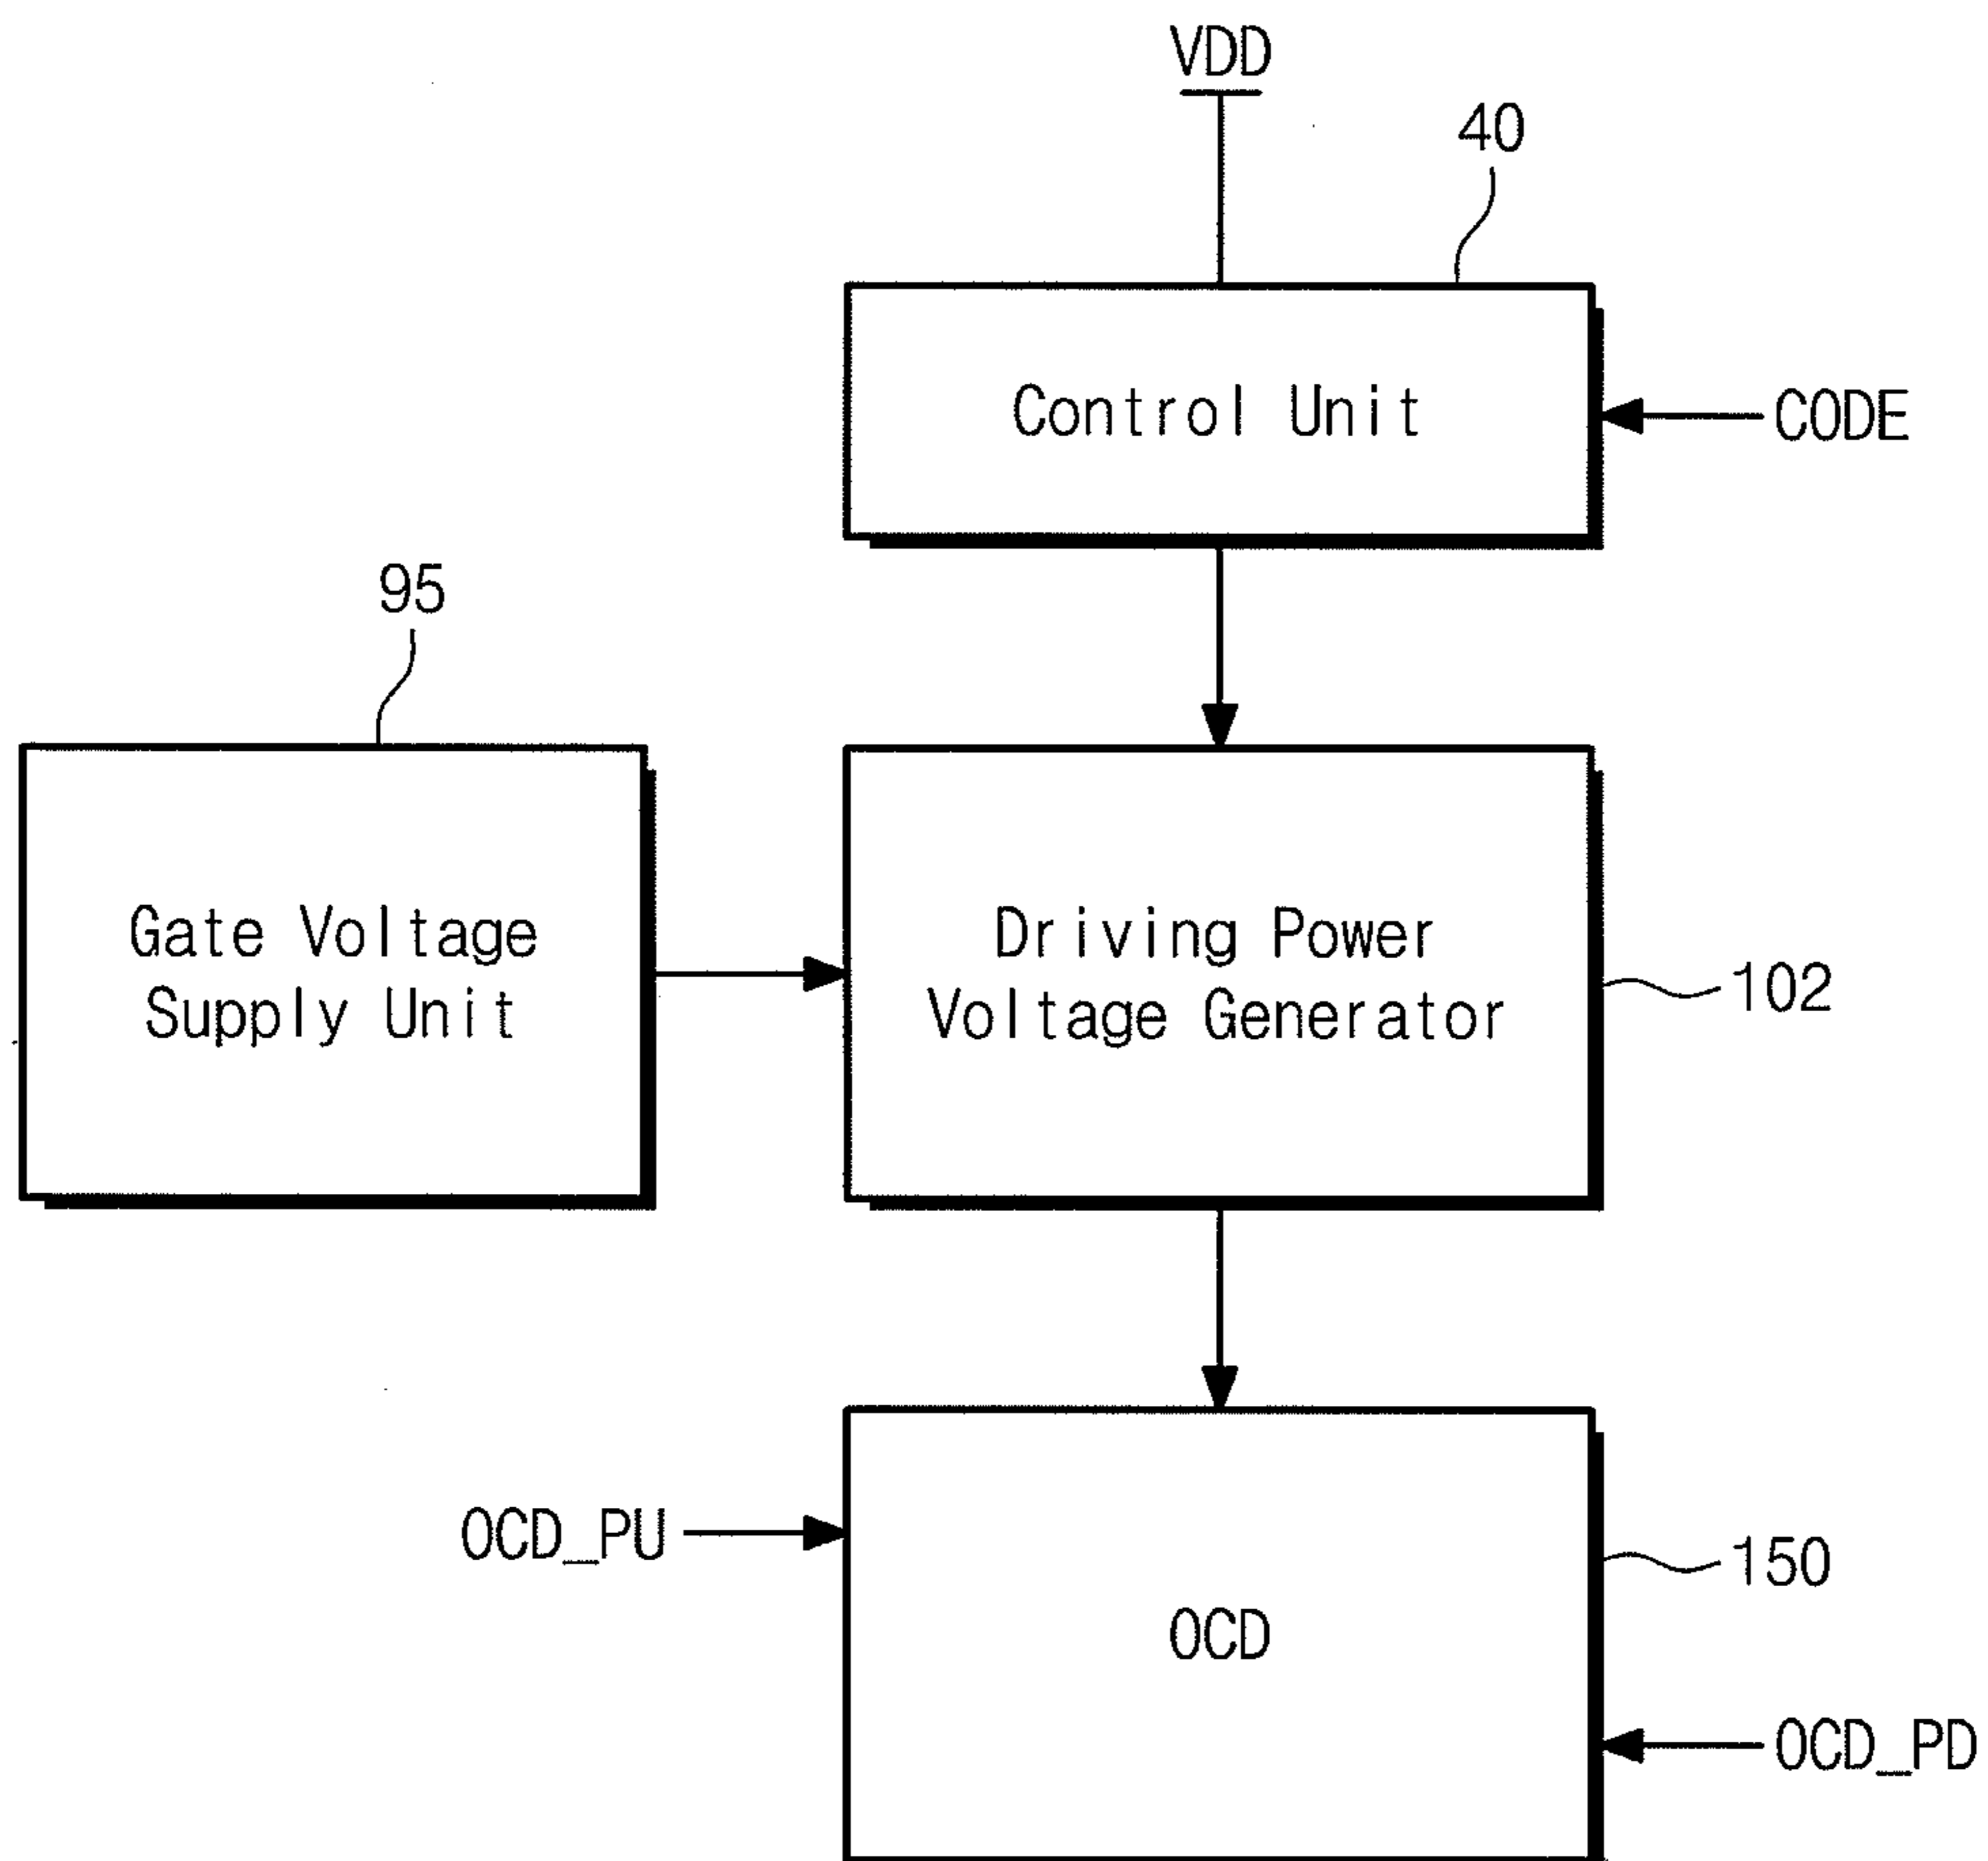 VDD
40
Control Unit
CODE
95
Gate Voltage
Supply Unit
Driving Power
Voltage Generator
102
OCD_PU
150
OCD
OCD_PD